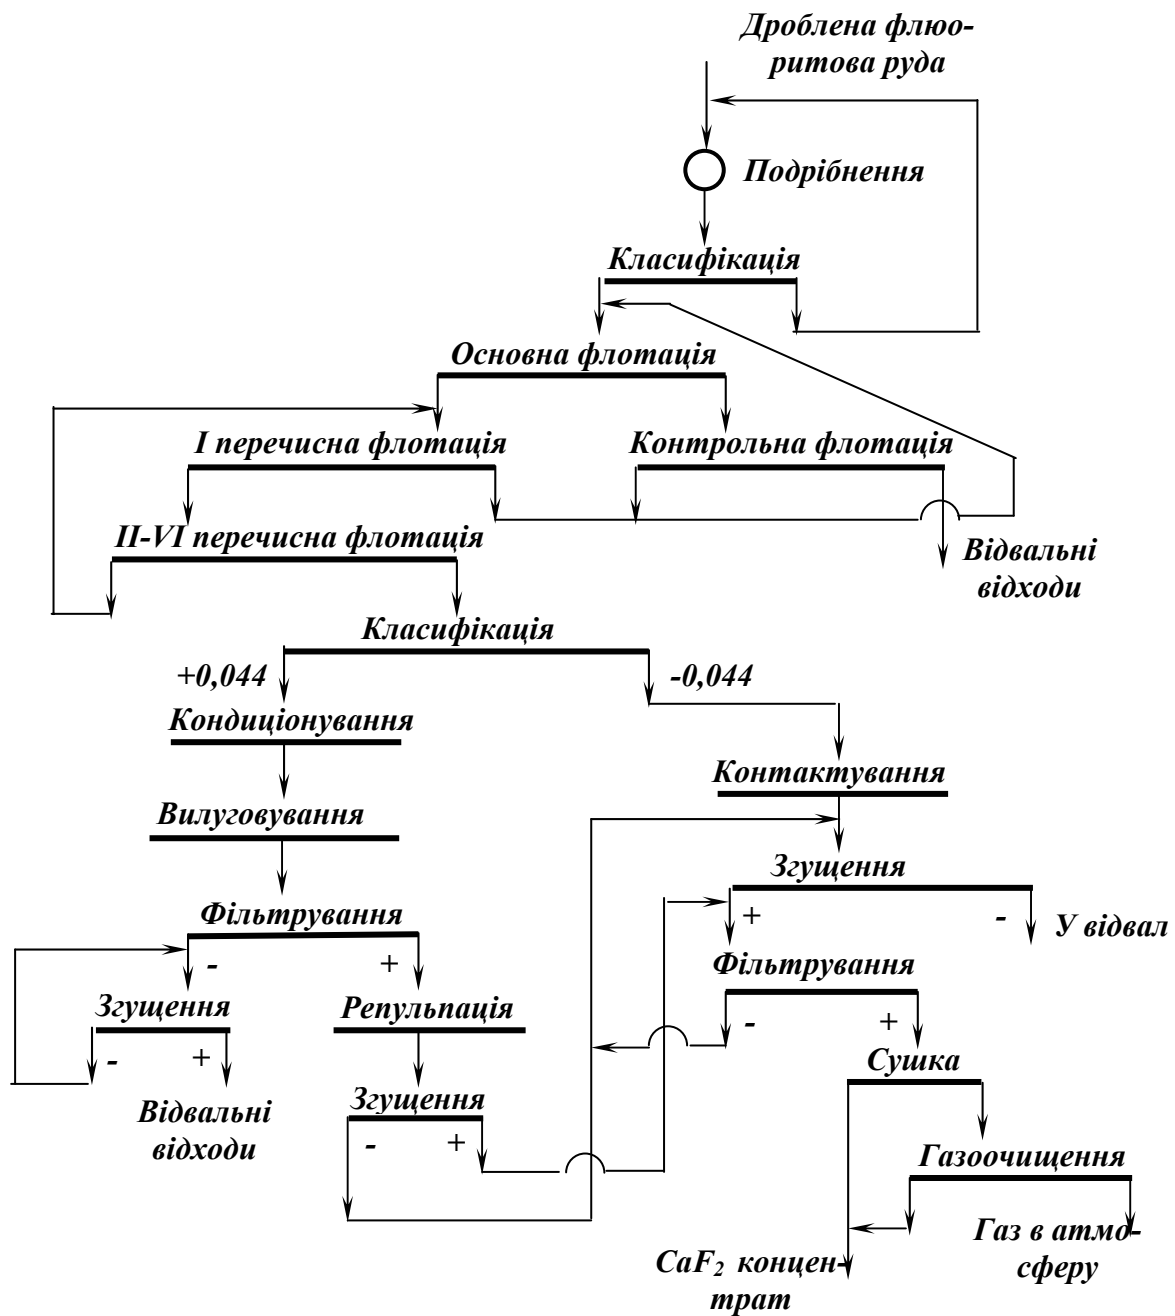 Дроблена флюо-
ритова руда
Подрібнення
Класифікація
Основна флотація
I перечисна флотація
Контрольна флотація
II-VI перечисна флотація
Відвальні
відходи
Класифікація
+0,044
-0,044
Кондиціонування
Контактування
Вилуговування
Згущення
+
-
У відвал
Фільтрування
-
+
Фільтрування
-
+
Згущення
-
+
Репульпація
Сушка
Відвальні
відходи
Згущення
-
+
Газоочищення
Газ в атмо-
сферу
CaF₂ концен-
трат